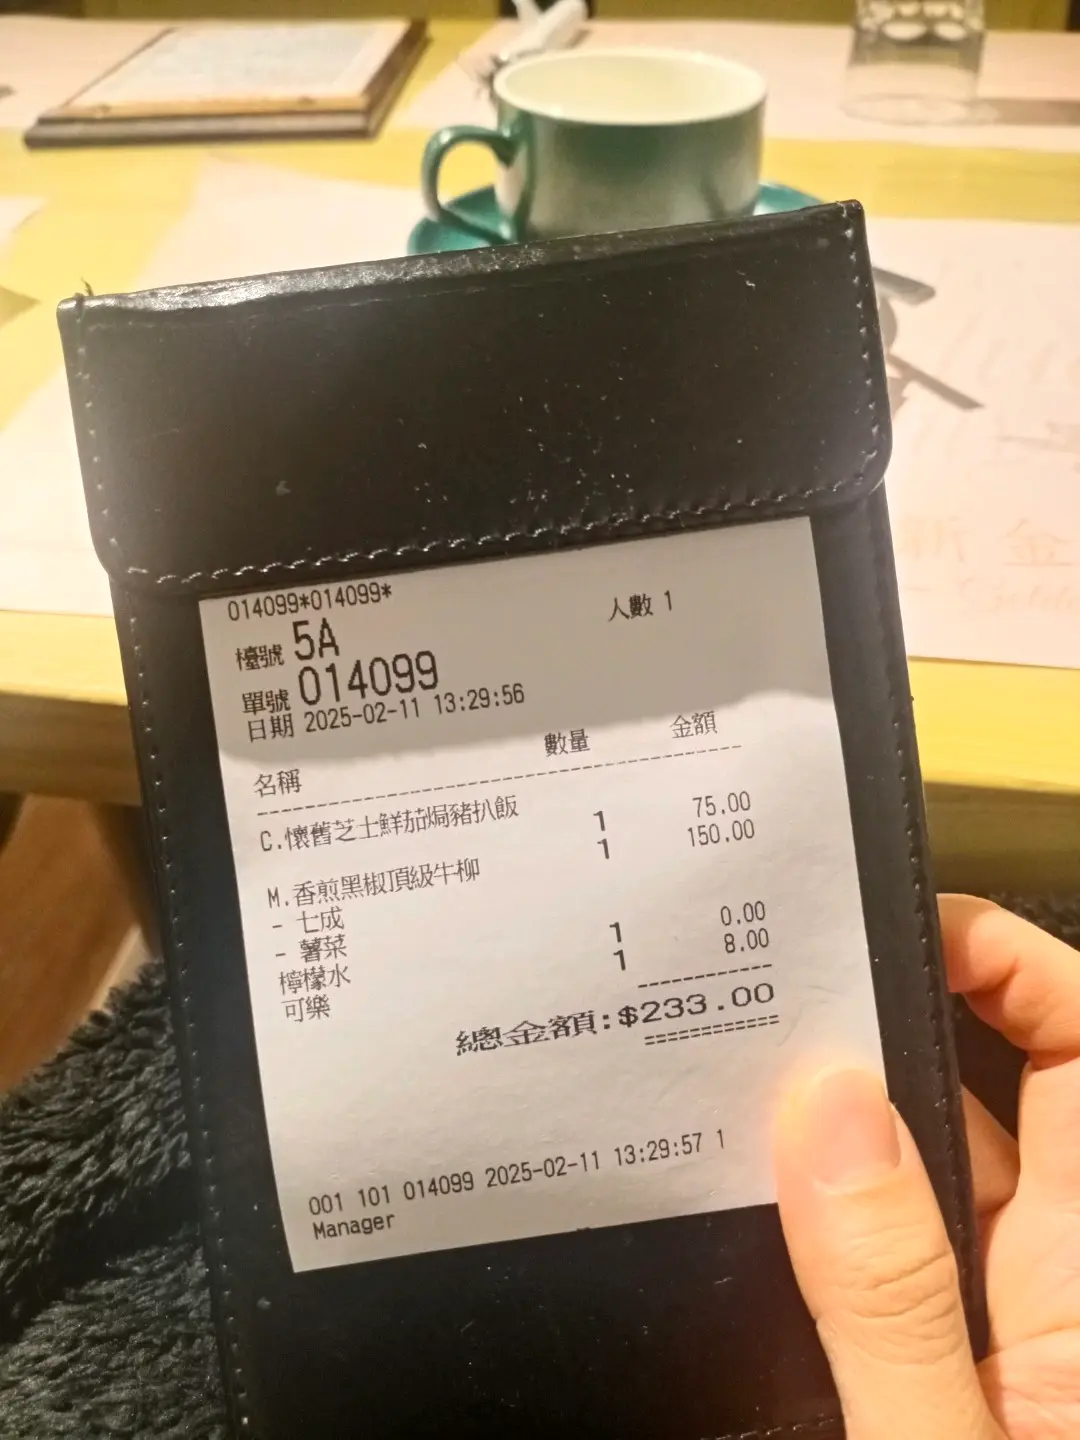 014099*014099*
檯號 5A 人數 1
單號 014099
日期 2025-02-11 13:29:56
名稱 數量 金額
C.懷舊芝士鮮茄焗豬扒飯 1 75.00
M.香煎黑椒頂級牛柳 1 150.00
- 七成
- 薯菜
檸檬水 1 0.00
可樂 1 8.00
總金額:$233.00
001 101 014099 2025-02-11 13:29:57 1
Manager